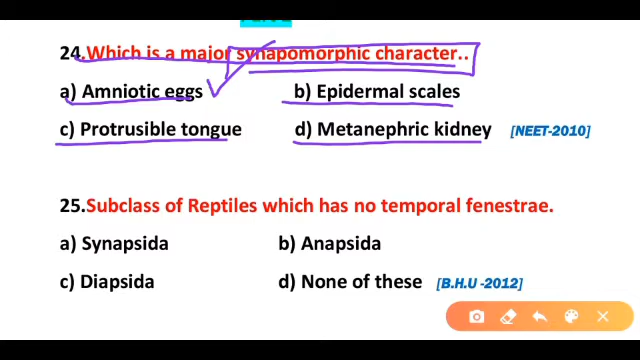 24.Which is a major synapomorphic character..
a) Amniotic eggs b) Epidermal scales
c) Protrusible tongue d) Metanephric kidney [NEET-2010]
25.Subclass of Reptiles which has no temporal fenestrae.
a) Synapsida b) Anapsida
c) Diapsida d) None of these [B.H.U -2012]